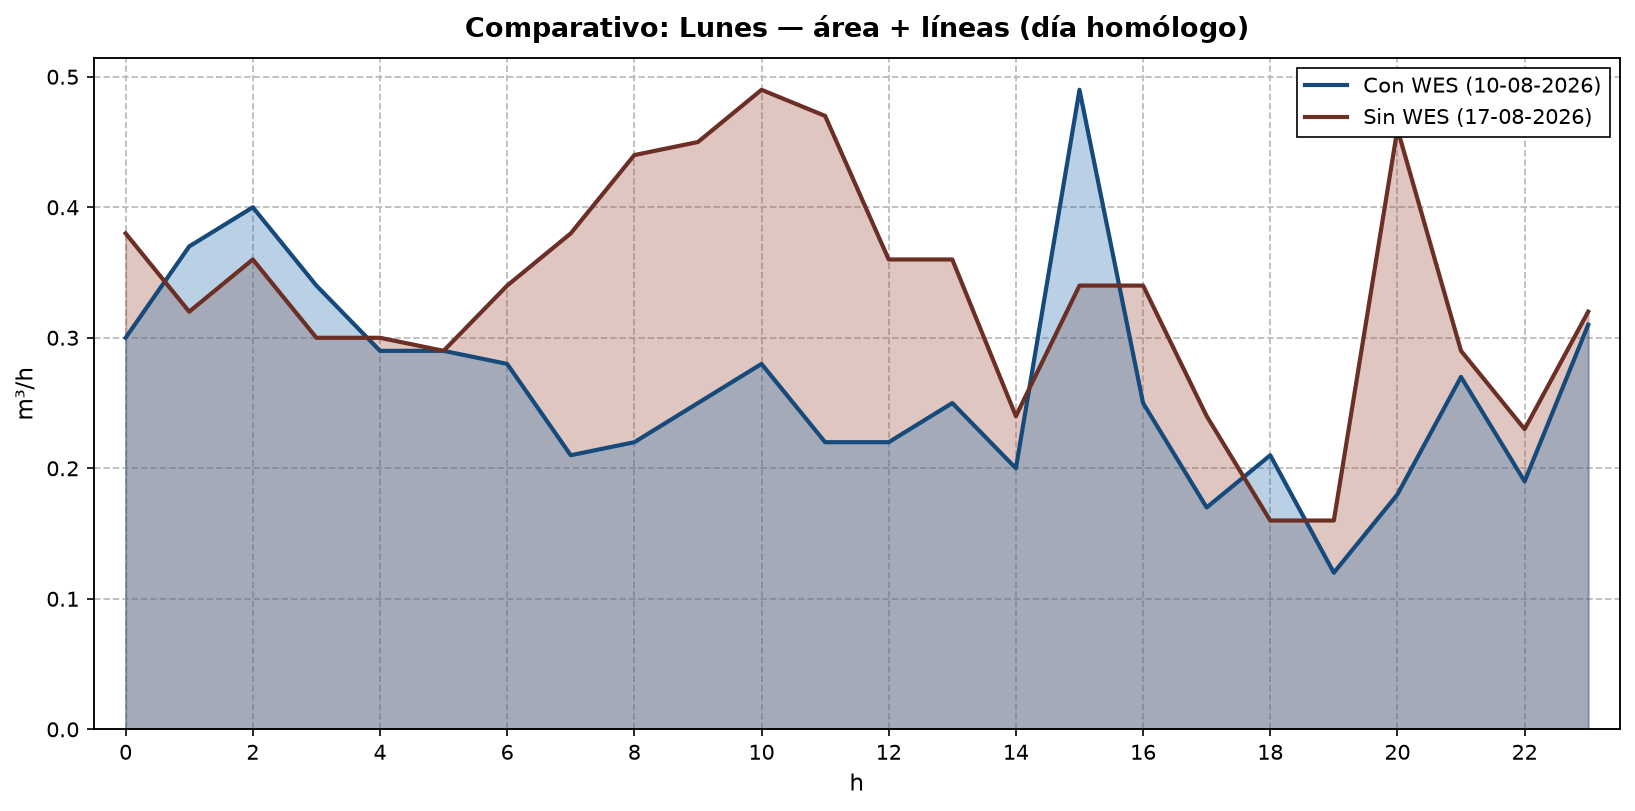 Comparativo: Lunes — área + líneas (día homólogo)
Con WES (10-08-2026)
Sin WES (17-08-2026)
m³/h
0.5
0.4
0.3
0.2
0.1
0.0
0 2 4 6 8 10 12 14 16 18 20 22
h